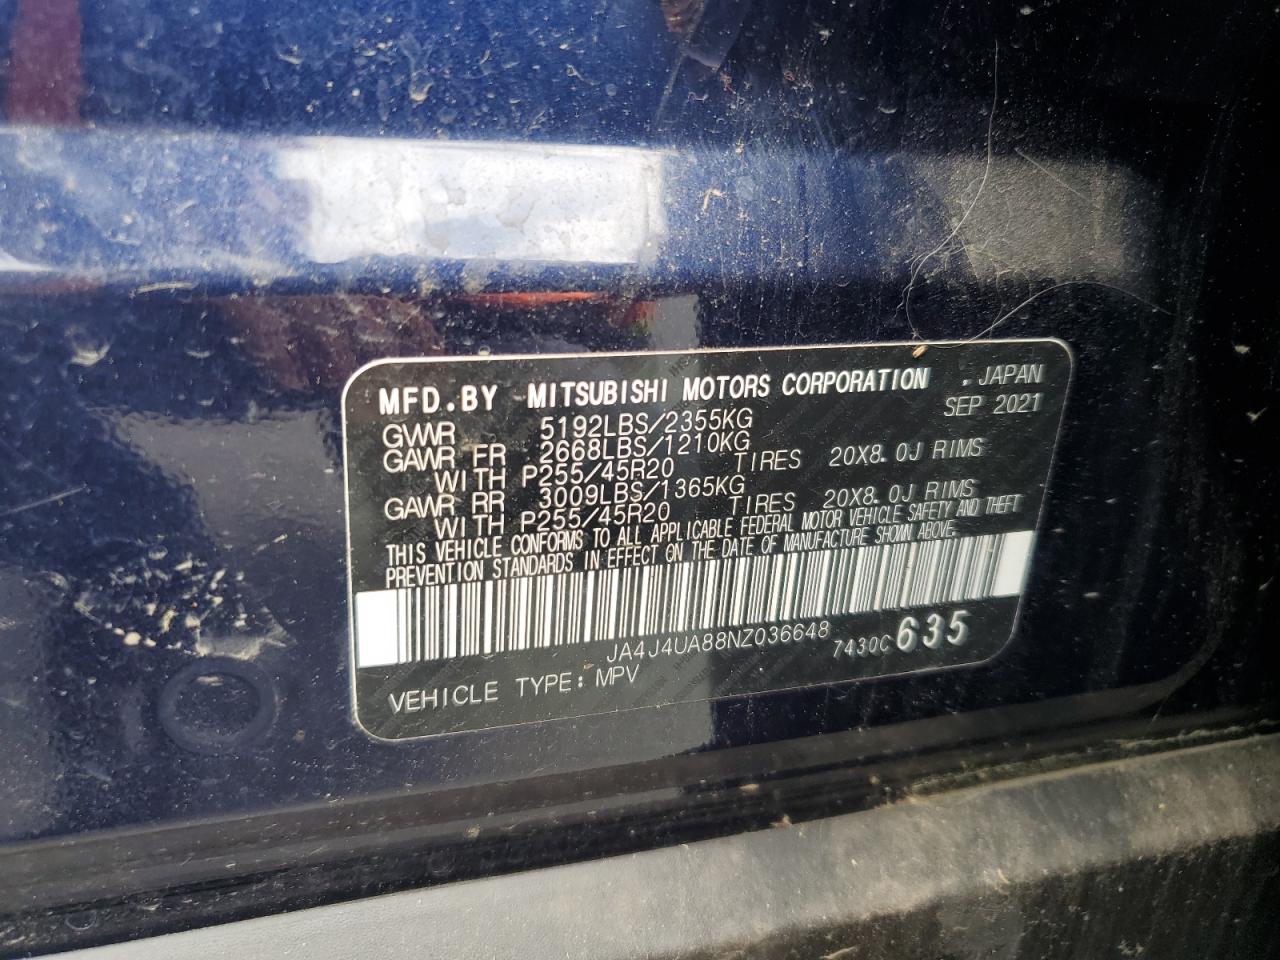 MFD.BY MITSUBISHI MOTORS CORPORATION . JAPAN
SEP 2021
GVWR 5192LBS/2355KG
GAWR FR 2668LBS/1210KG
WITH P255/45R20 TIRES 20X8.0J RIMS
GAWR RR 3009LBS/1365KG
WITH P255/45R20 TIRES 20X8.0J RIMS
THIS VEHICLE CONFORMS TO ALL APPLICABLE FEDERAL MOTOR VEHICLE SAFETY AND THEFT
PREVENTION STANDARDS IN EFFECT ON THE DATE OF MANUFACTURE SHOWN ABOVE.
JA4J4UA88NZ036648
7430C 635
VEHICLE TYPE: MPV